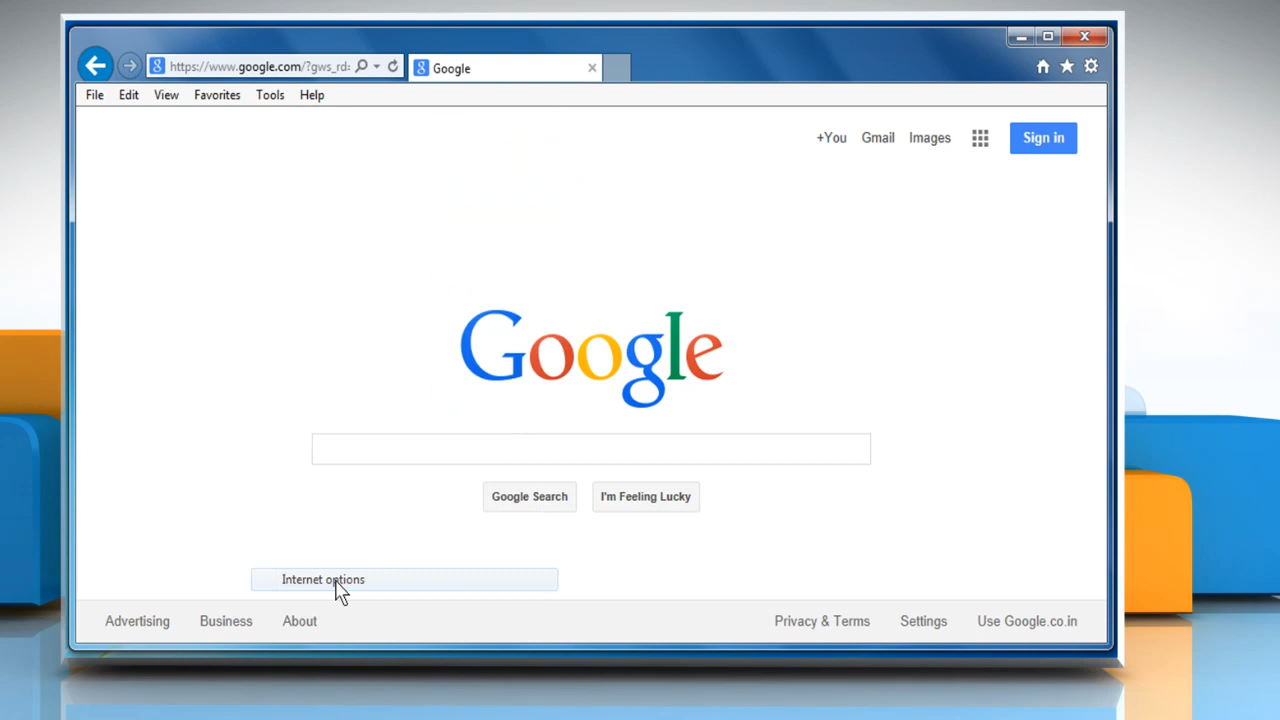 https://www.google.com/?gws_rd=
Google
File Edit View Favorites Tools Help
+You Gmail Images Sign in
Google
Google Search I'm Feeling Lucky
Internet options
Advertising Business About Privacy & Terms Settings Use Google.co.in